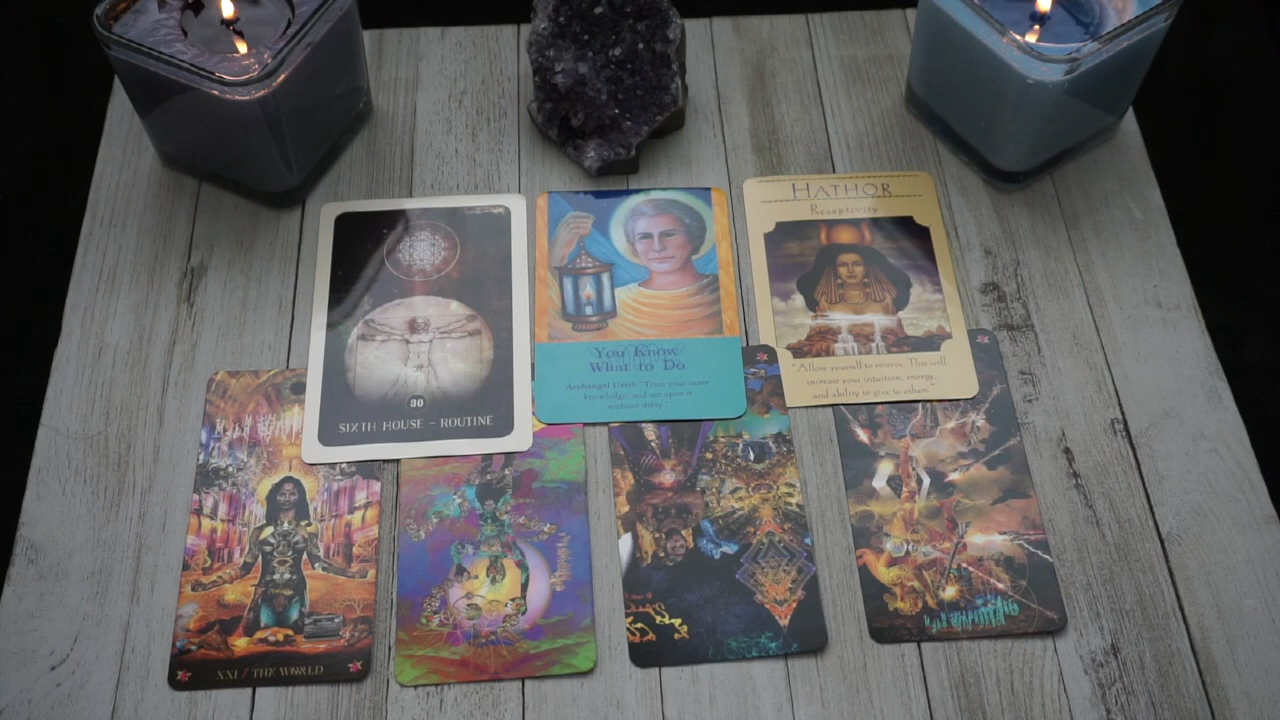 HATHOR
Receptivity
"Allow yourself to receive. This will
increase your intuition, energy,
and ability to give to others."
You Know
What to Do
Archangel Uriel: "Trust your inner
knowledge, and act upon it
without delay."
30
SIXTH HOUSE – ROUTINE
XXI / THE WORLD